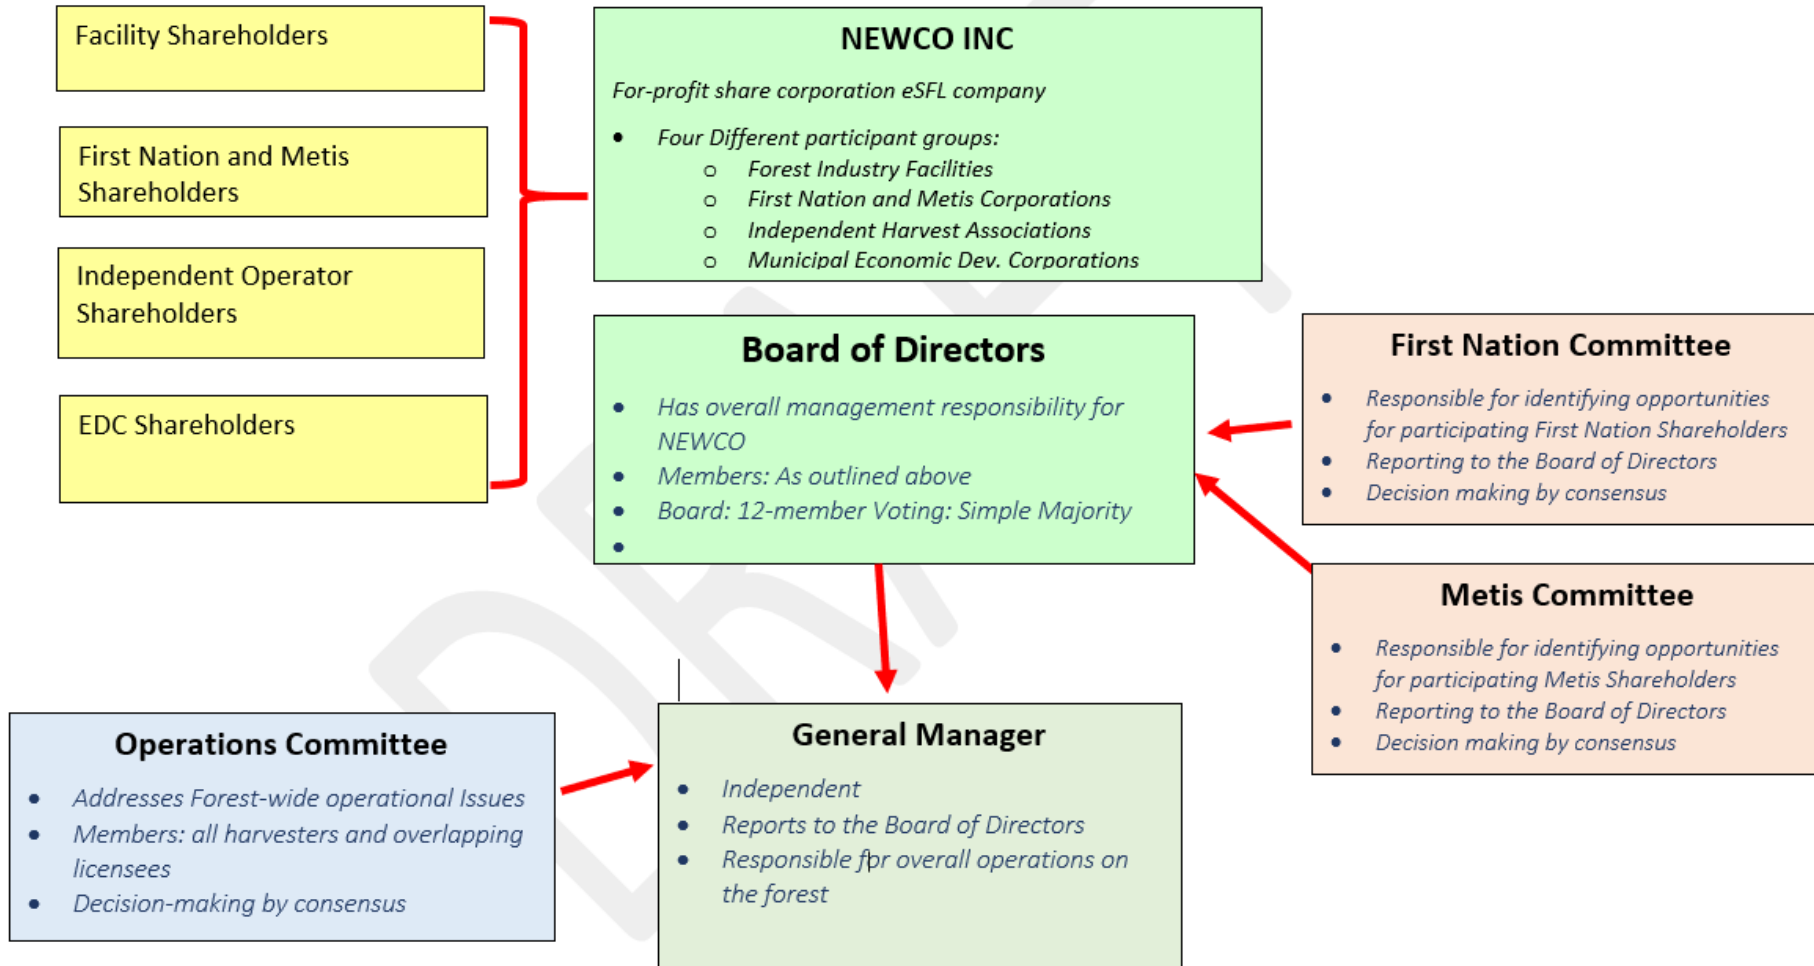 Facility Shareholders
First Nation and Metis
Shareholders
Independent Operator
Shareholders
EDC Shareholders
NEWCO INC
For-profit share corporation eSFL company
• Four Different participant groups:
o Forest Industry Facilities
o First Nation and Metis Corporations
o Independent Harvest Associations
o Municipal Economic Dev. Corporations
Board of Directors
• Has overall management responsibility for
NEWCO
• Members: As outlined above
• Board: 12-member Voting: Simple Majority
•
First Nation Committee
• Responsible for identifying opportunities
for participating First Nation Shareholders
• Reporting to the Board of Directors
• Decision making by consensus
Metis Committee
• Responsible for identifying opportunities
for participating Metis Shareholders
• Reporting to the Board of Directors
• Decision making by consensus
Operations Committee
• Addresses Forest-wide operational Issues
• Members: all harvesters and overlapping
licensees
• Decision-making by consensus
General Manager
• Independent
• Reports to the Board of Directors
• Responsible for overall operations on
the forest
DRAFT